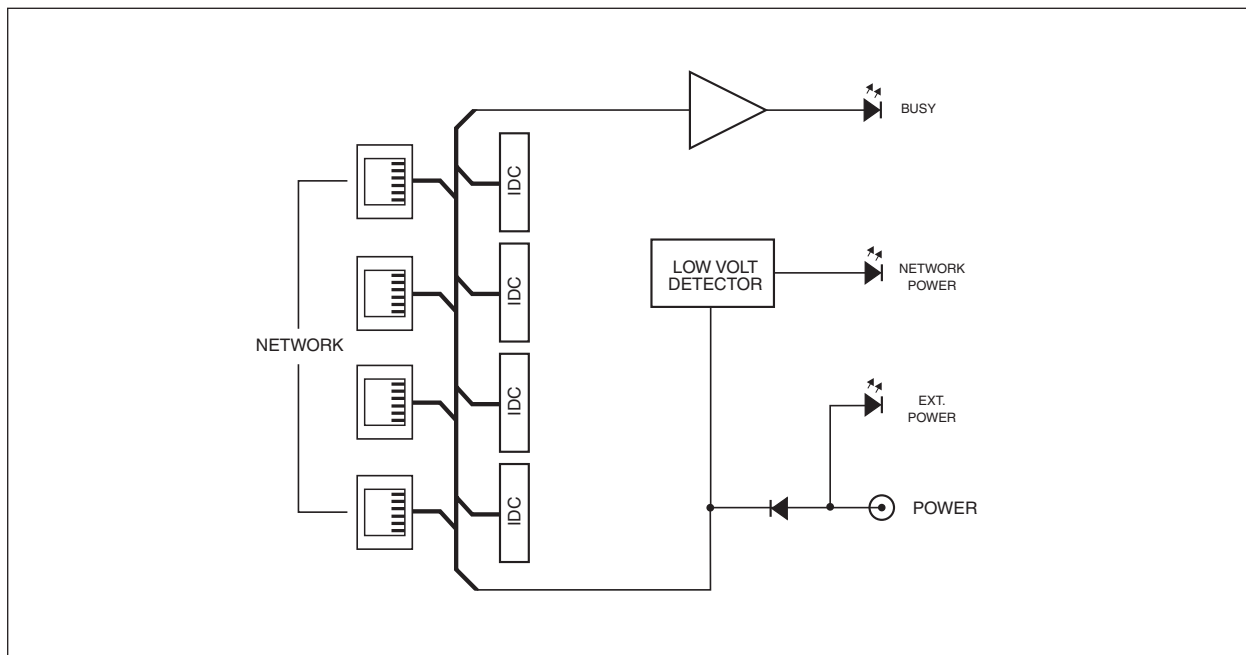 BUSY
IDC
IDC
LOW VOLT
DETECTOR
NETWORK
POWER
NETWORK
IDC
EXT.
POWER
IDC
POWER